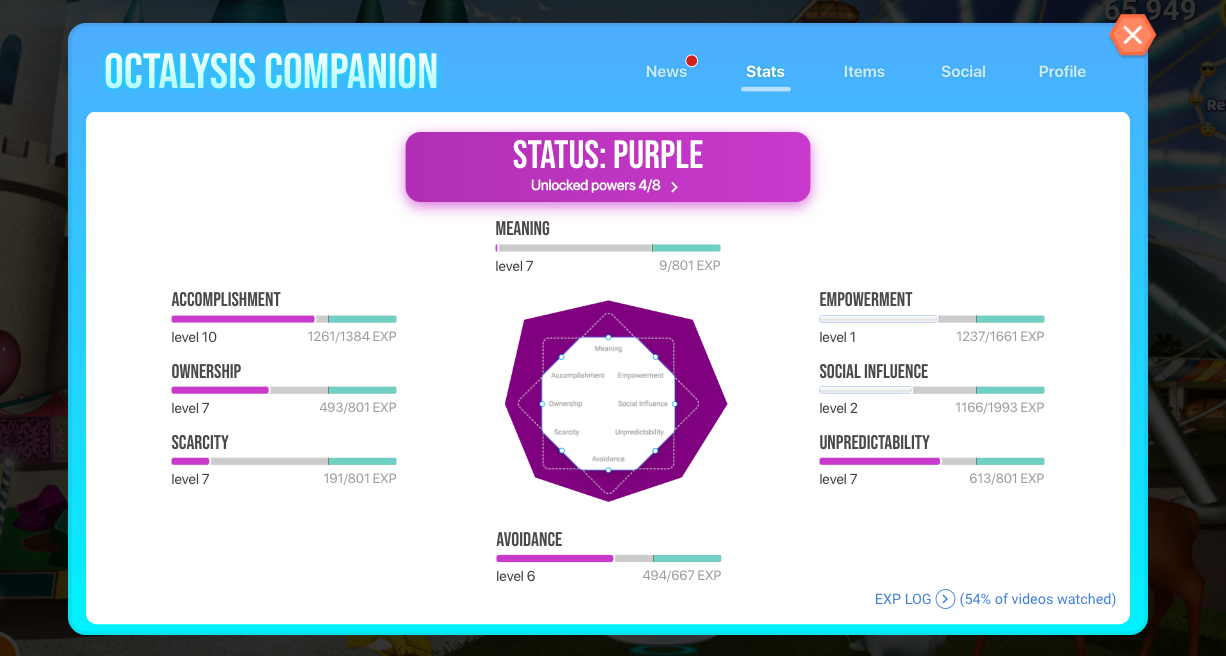 65,949
OCTALYSIS COMPANION
News
Stats
Items
Social
Profile
STATUS: PURPLE
Unlocked powers 4/8
MEANING
level 7
9/801 EXP
ACCOMPLISHMENT
level 10
1261/1384 EXP
OWNERSHIP
level 7
493/801 EXP
SCARCITY
level 7
191/801 EXP
EMPOWERMENT
level 1
1237/1661 EXP
SOCIAL INFLUENCE
level 2
1166/1993 EXP
UNPREDICTABILITY
level 7
613/801 EXP
Meaning
Accomplishment
Empowerment
Ownership
Social Influence
Scarcity
Unpredictability
Avoidance
AVOIDANCE
level 6
494/667 EXP
EXP LOG (54% of videos watched)